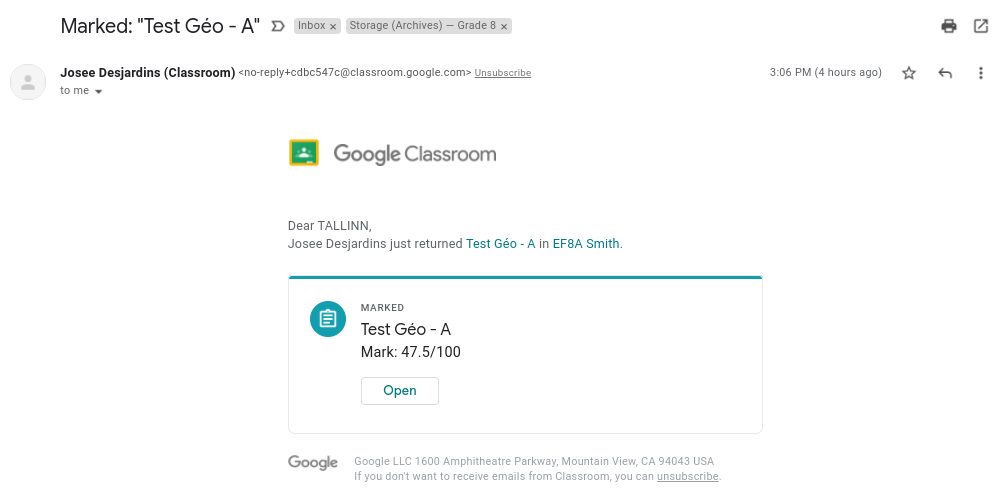 Marked: "Test Géo - A" Inbox × Storage (Archives) — Grade 8 ×
Josee Desjardins (Classroom) <no-reply+cdbc547c@classroom.google.com> Unsubscribe 3:06 PM (4 hours ago)
to me
Google Classroom
Dear TALLINN,
Josee Desjardins just returned Test Géo - A in EF8A Smith.
MARKED
Test Géo - A
Mark: 47.5/100
Open
Google Google LLC 1600 Amphitheatre Parkway, Mountain View, CA 94043 USA
If you don't want to receive emails from Classroom, you can unsubscribe.